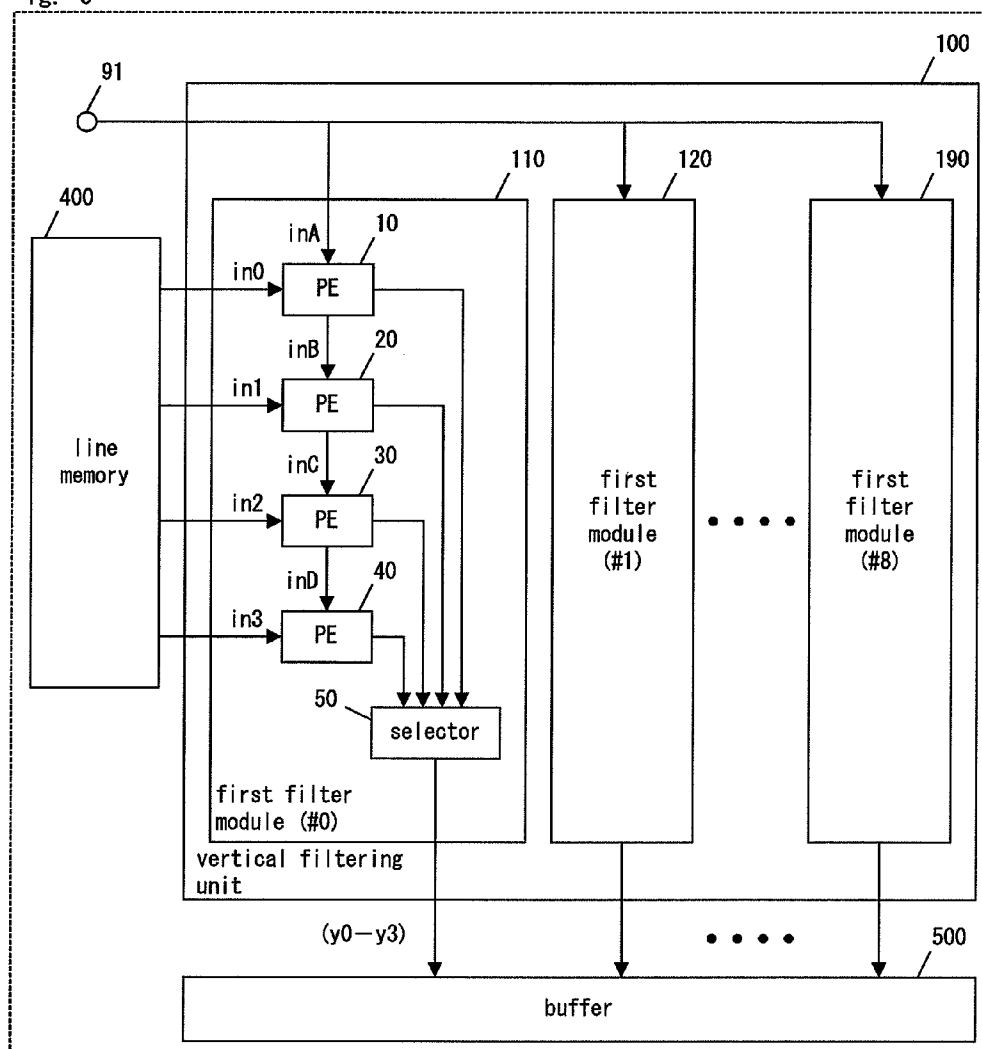 100
91
110
120
190
400
10
inA
PE
in0
20
inB
PE
in1
line
memory
30
inC
PE
in2
first
filter
module
(#1)
• • • •
first
filter
module
(#8)
inD
40
PE
in3
50
selector
first filter
module (#0)
vertical filtering
unit
(y0−y3)
• • • •
500
buffer